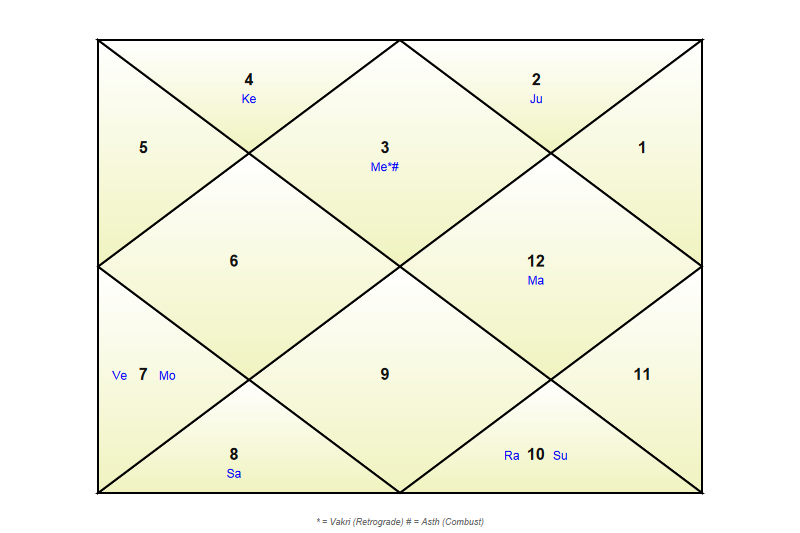 4 2
Ke Ju
5 3 1
Me*#
6 12
Ma
Ve 7 Mo 9 11
8 Ra 10 Su
Sa
* = Vakri (Retrograde) # = Asth (Combust)